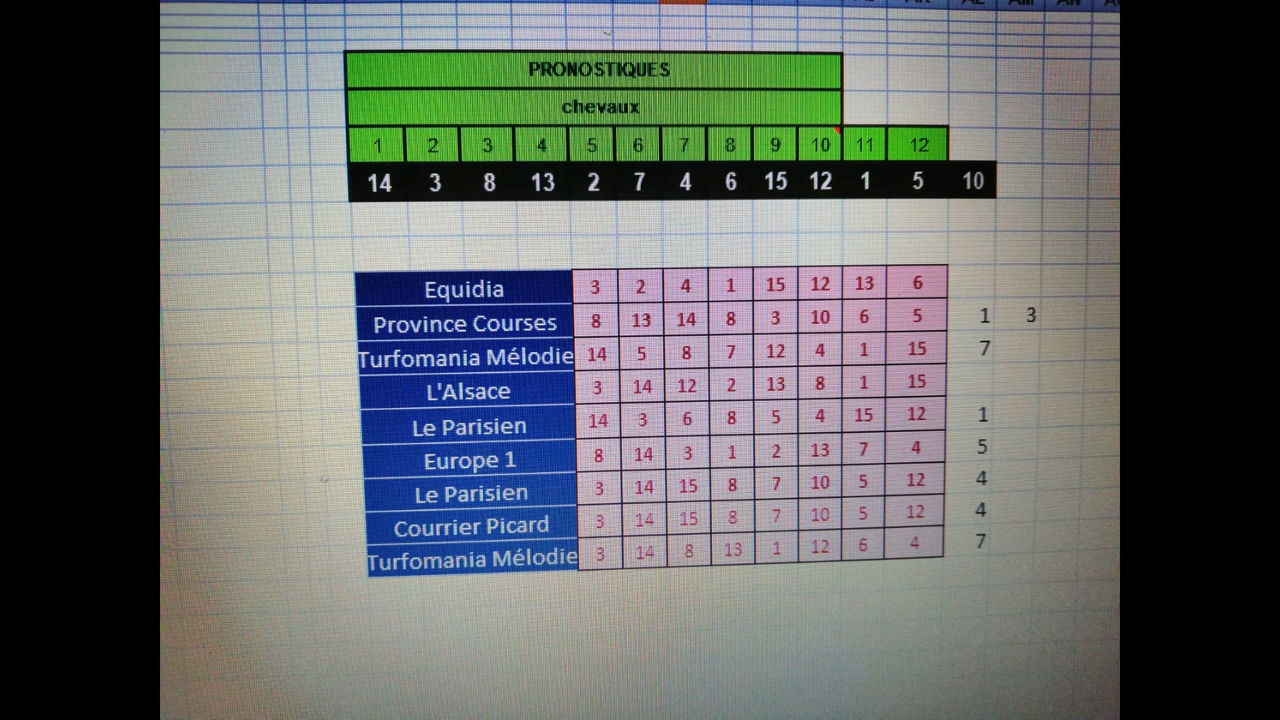 PRONOSTIQUES
chevaux
1 2 3 4 5 6 7 8 9 10 11 12
14 3 8 13 2 7 4 6 15 12 1 5 10
Equidia 3 2 4 1 15 12 13 6
Province Courses 8 13 14 8 3 10 6 5 1 3
Turfomania Mélodie 14 5 8 7 12 4 1 15 7
L'Alsace 3 14 12 2 13 8 1 15
Le Parisien 14 3 6 8 5 4 15 12 1
Europe 1 8 14 3 1 2 13 7 4 5
Le Parisien 3 14 15 8 7 10 5 12 4
Courrier Picard 3 14 15 8 7 10 5 12 4
Turfomania Mélodie 3 14 8 13 1 12 6 4 7